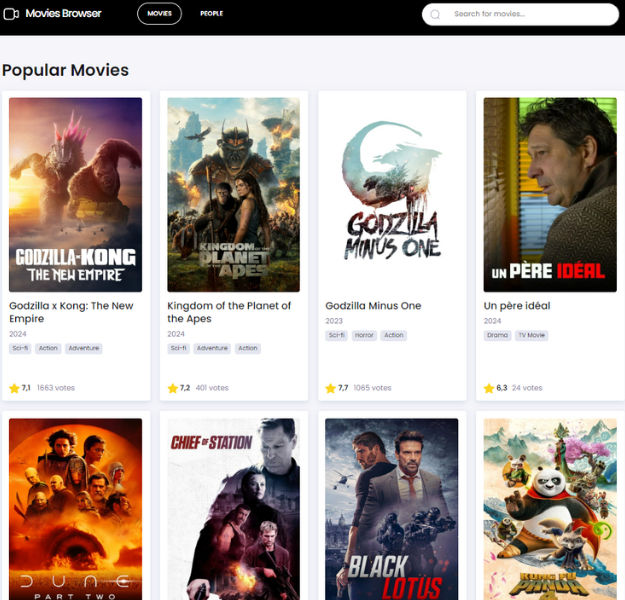 Movies Browser
MOVIES
PEOPLE
Search for movies...
Popular Movies
GODZILLA x KONG
THE NEW EMPIRE
KINGDOM OF THE
PLANET
OF THE APES
GODZILLA
MINUS ONE
UN PÈRE IDÉAL
Godzilla x Kong: The New
Empire
2024
Sci-fi Action Adventure
7,1 1663 votes
Kingdom of the Planet of
the Apes
2024
Sci-fi Adventure Action
7,2 401 votes
Godzilla Minus One
2023
Sci-fi Horror Action
7,7 1065 votes
Un père idéal
2024
Drama TV Movie
6,3 24 votes
DUNE
PART TWO
CHIEF OF STATION
BLACK
LOTUS
KUNG FU
PANDA